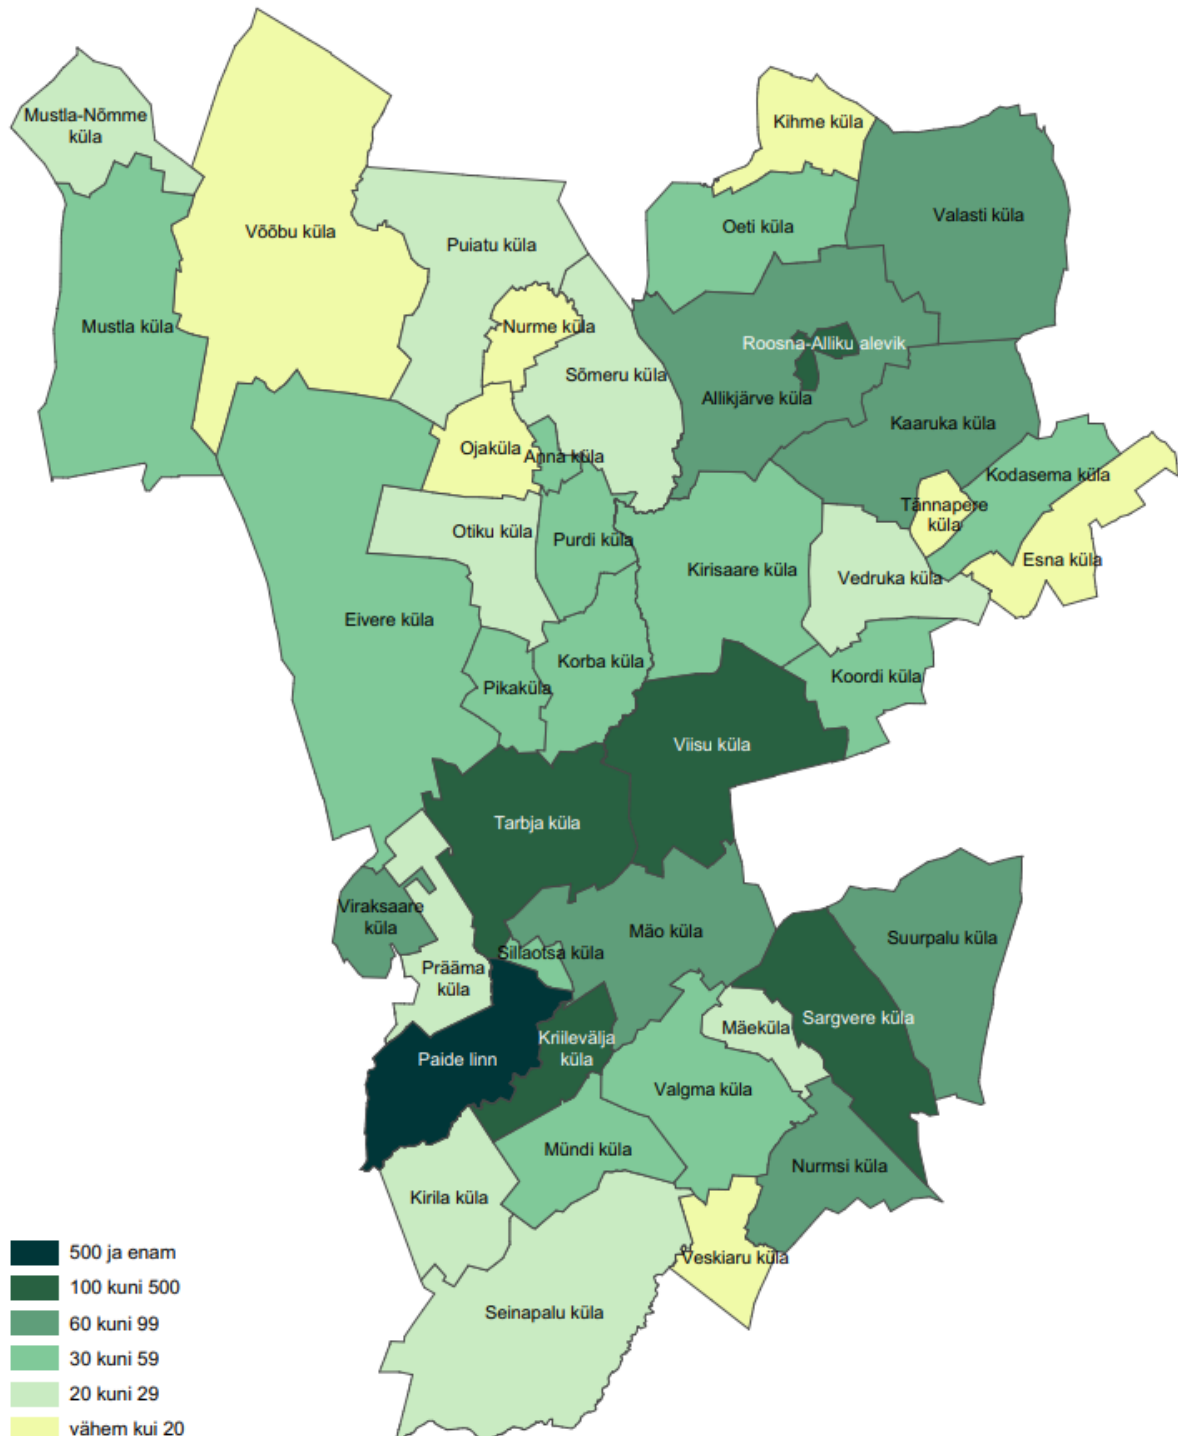 Mustla-Nõmme
küla
Kihme küla
Võõbu küla
Valasti küla
Oeti küla
Puiatu küla
Mustla küla
Nurme küla
Roosna-Alliku alevik
Sõmeru küla
Allikjärve küla
Kaaruka küla
Ojaküla
Anna küla
Kodasema küla
Tännapere
küla
Otiku küla
Purdi küla
Esna küla
Kirisaare küla
Vedruka küla
Eivere küla
Korba küla
Koordi küla
Pikaküla
Viisu küla
Tarbja küla
Viraksaare
küla
Mäo küla
Suurpalu küla
Sillaotsa küla
Prääma
küla
Sargvere küla
Mäeküla
Kriilevälja
küla
Paide linn
Valgma küla
Mündi küla
Nurmsi küla
Kirila küla
Veskiaru küla
Seinapalu küla
500 ja enam
100 kuni 500
60 kuni 99
30 kuni 59
20 kuni 29
vähem kui 20